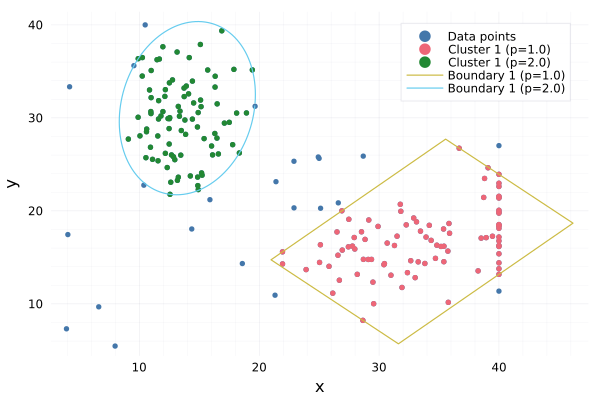 40
30
20
10
y
10
20
30
40
x
Data points
Cluster 1 (p=1.0)
Cluster 1 (p=2.0)
Boundary 1 (p=1.0)
Boundary 1 (p=2.0)